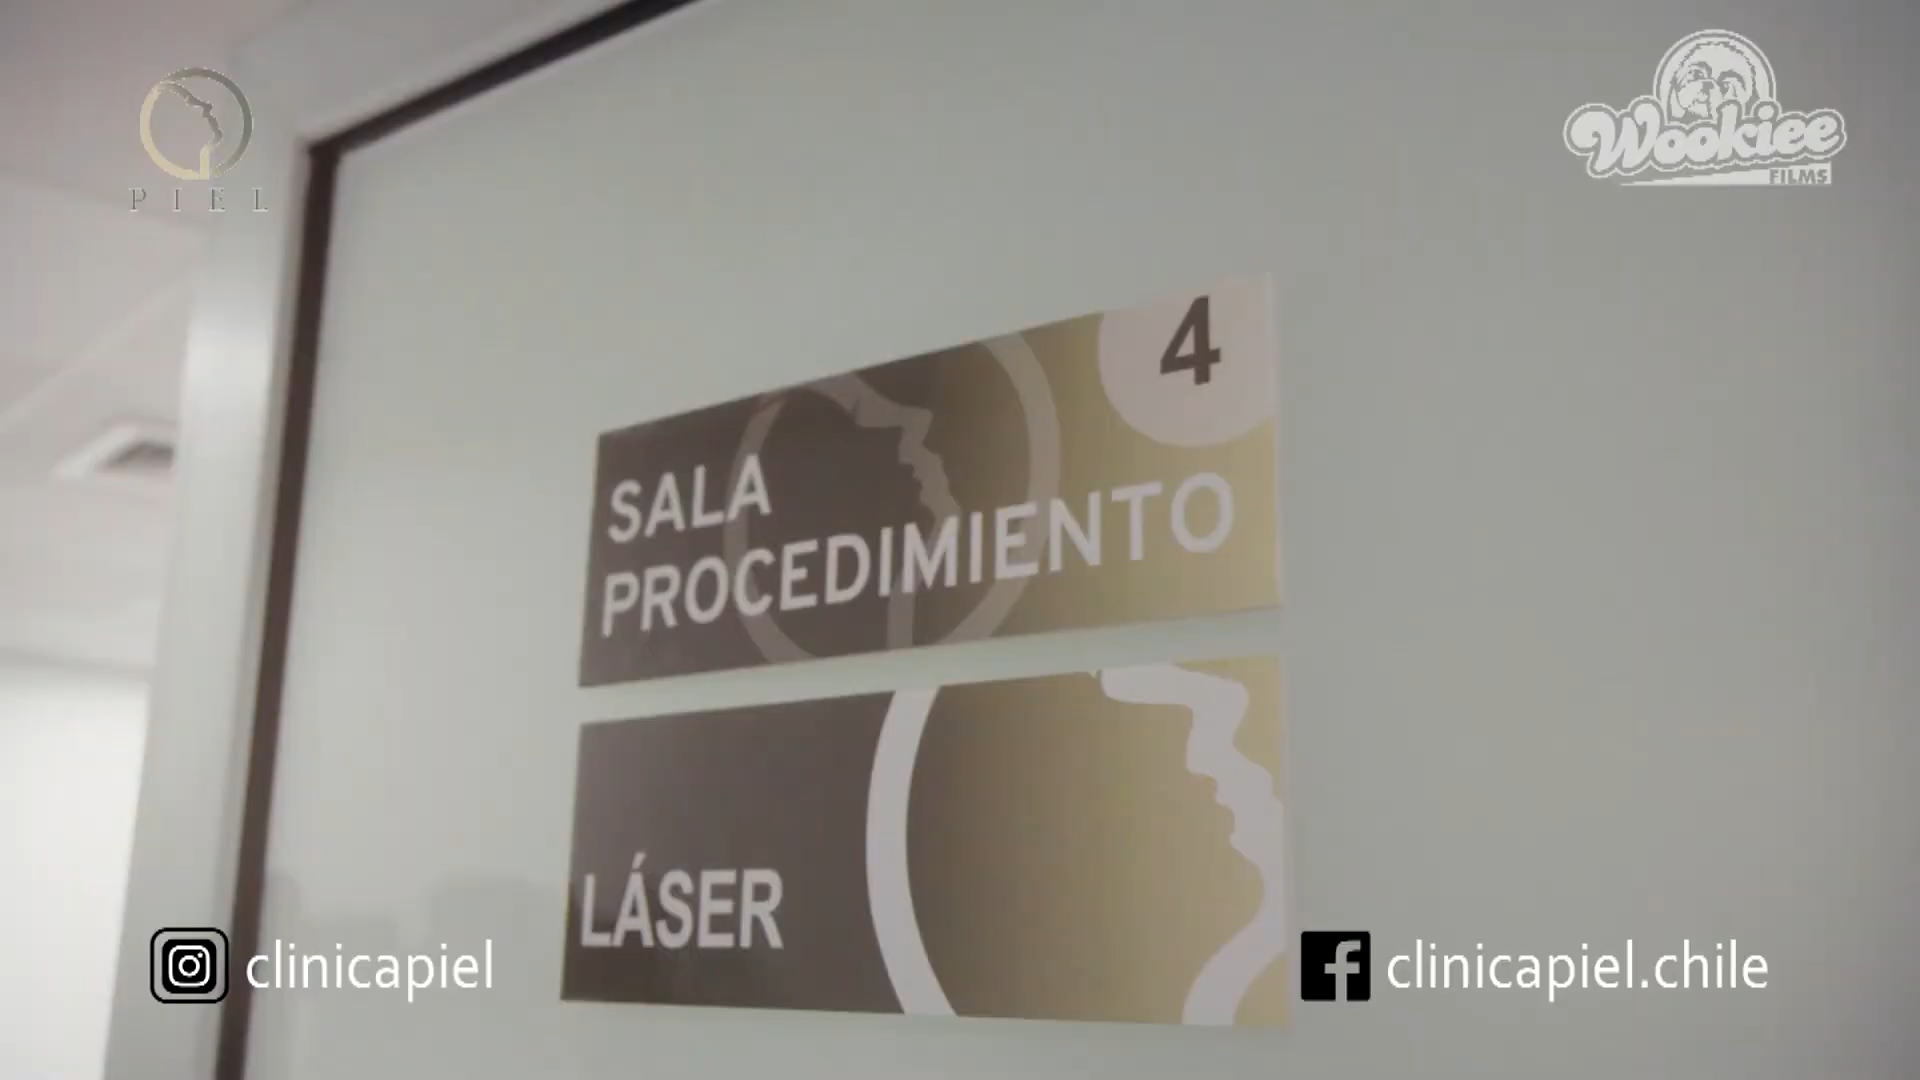 PIEL
Wookiee
FILMS
4
SALA
PROCEDIMIENTO
LÁSER
clinicapiel
clinicapiel.chile